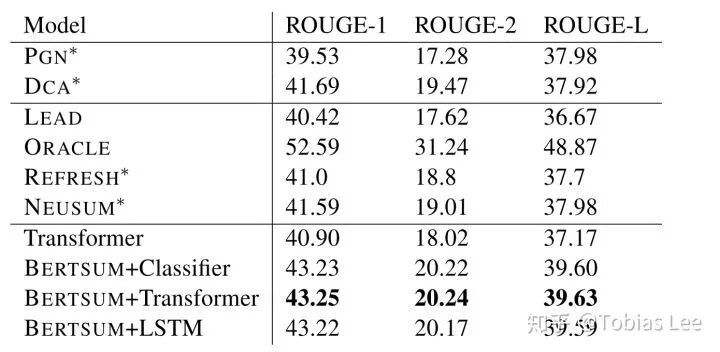 Model ROUGE-1 ROUGE-2 ROUGE-L
PGN* 39.53 17.28 37.98
DCA* 41.69 19.47 37.92
LEAD 40.42 17.62 36.67
ORACLE 52.59 31.24 48.87
REFRESH* 41.0 18.8 37.7
NEUSUM* 41.59 19.01 37.98
Transformer 40.90 18.02 37.17
BERTSUM+Classifier 43.23 20.22 39.60
BERTSUM+Transformer 43.25 20.24 39.63
BERTSUM+LSTM 43.22 20.17 39.59
知乎 @Tobias Lee